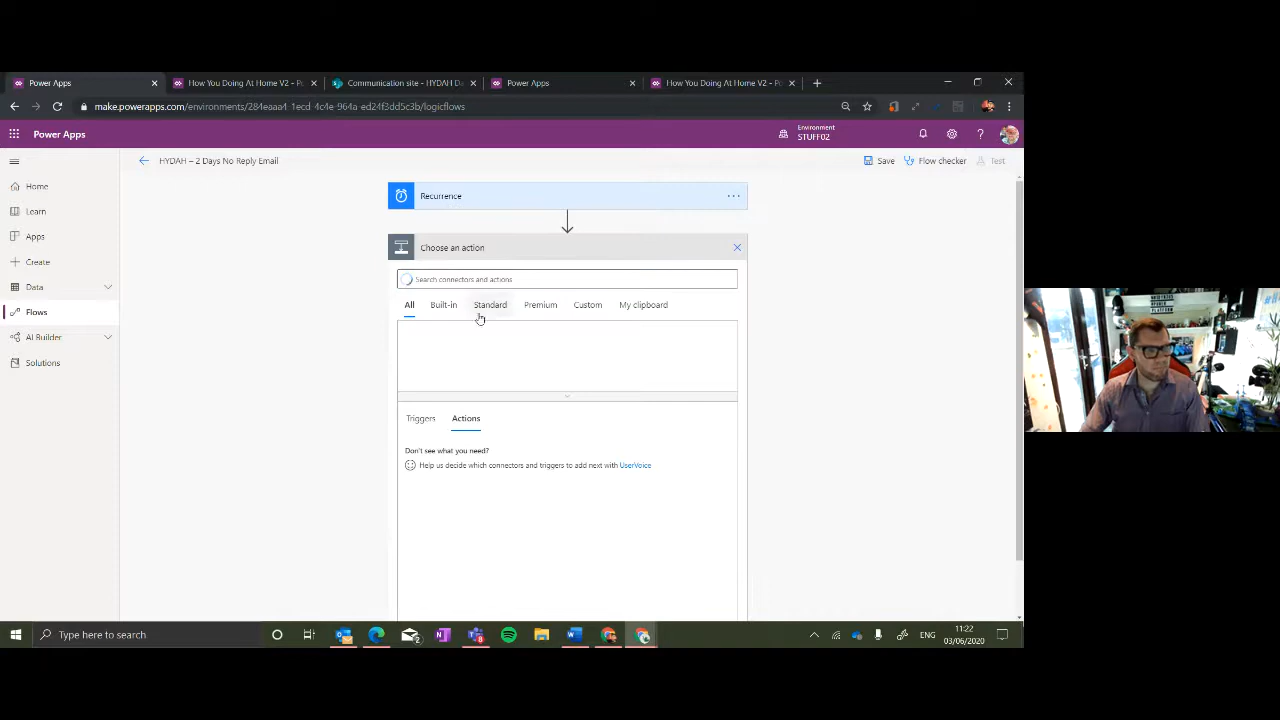 Power Apps
How You Doing At Home V2 - Po
Communication site - HYDAH Da
Power Apps
How You Doing At Home V2 - Po
make.powerapps.com/environments/284eaaa4-1ecd-4c4e-964a-ed24f3dd5c3b/logicflows
Power Apps
Environment
STUFF02
HYDAH – 2 Days No Reply Email
Save
Flow checker
Test
Home
Learn
Apps
Create
Data
Flows
AI Builder
Solutions
Recurrence
Choose an action
Search connectors and actions
All
Built-in
Standard
Premium
Custom
My clipboard
Triggers
Actions
Don't see what you need?
Help us decide which connectors and triggers to add next with UserVoice
Type here to search
2
8
ENG
11:22
03/06/2020